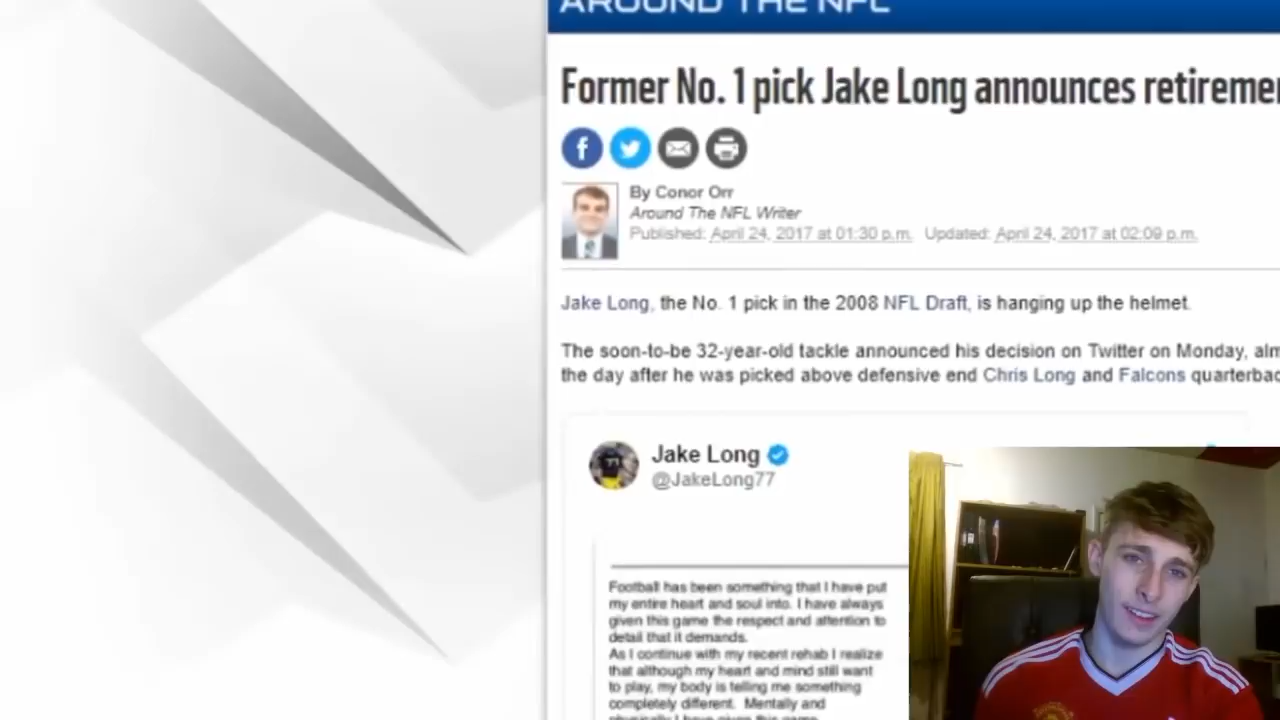 AROUND THE NFL
Former No. 1 pick Jake Long announces
By Conor Orr
Around The NFL Writer
Published: April 24, 2017 at 01:30 p.m. Updated: April 24, 2017 at 02:09 p.m.
Jake Long, the No. 1 pick in the 2008 NFL Draft, is hanging up the helmet.
The soon-to-be 32-year-old tackle announced his decision on Twitter on Monday,
the day after he was picked above defensive end Chris Long and Falcons
Jake Long
@JakeLong77
Football has been something that I have put
my entire heart and soul into. I have always
given this game the respect and attention to
detail that it demands.
As I continue with my recent rehab I realize
that although my heart and mind still want
to play, my body is telling me something
completely different. Mentally and